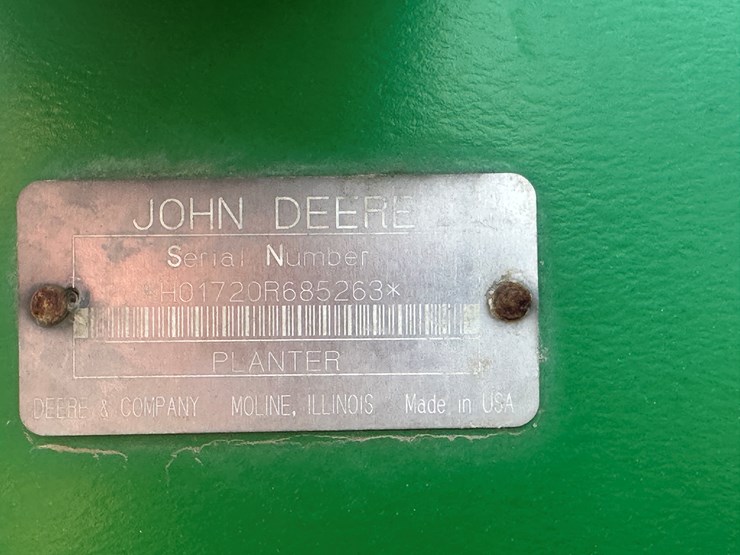 JOHN DEERE
Serial Number
*H01720R685263*
PLANTER
DEERE & COMPANY MOLINE, ILLINOIS Made in USA